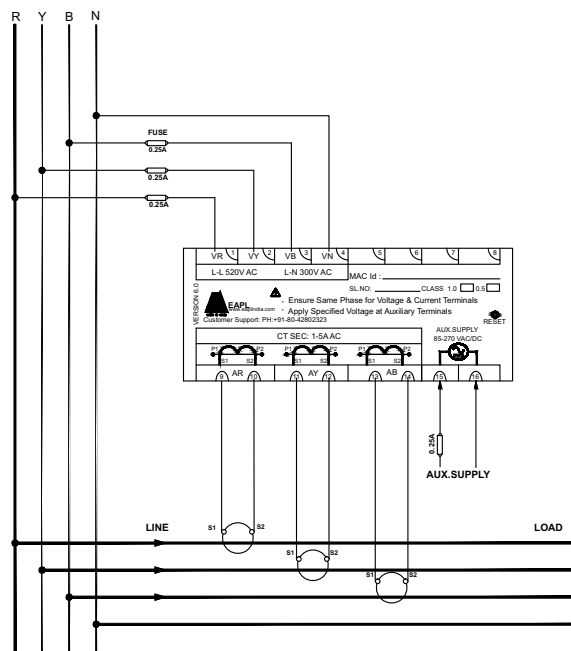 R Y B N
FUSE
0.25A
0.25A
0.25A
VR 1 VY 2 VB 3 VN 4 5 6 7 8
L-L 520V AC L-N 300V AC
MAC Id :
SL.NO: CLASS 1.0 0.5
VERSION 6.0
EAPL
www.eaplindia.com
Ensure Same Phase for Voltage & Current Terminals
Apply Specified Voltage at Auxiliary Terminals
Customer Support: PH:+91-80-42802323
RESET
CT SEC: 1-5A AC
AUX.SUPPLY
85-270 VAC/DC
P1 P2 P1 P2 P1 P2
S1 S2 S1 S2 S1 S2
9 AR 10 11 AY 12 13 AB 14 15 16
0.25A
AUX.SUPPLY
LINE S1 S2 LOAD
S1 S2
S1 S2